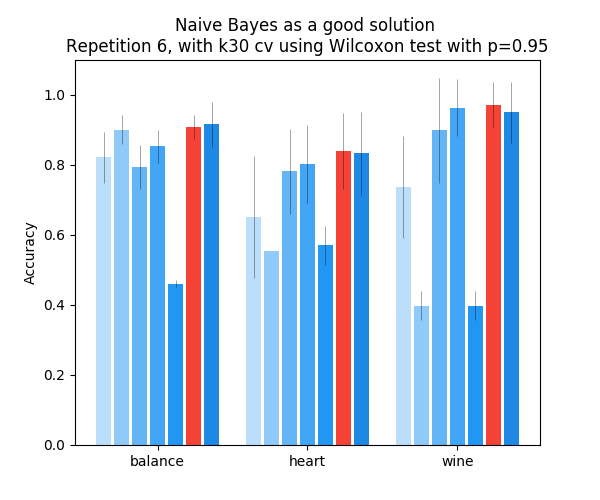 Naive Bayes as a good solution
Repetition 6, with k30 cv using Wilcoxon test with p=0.95
Accuracy
1.0
0.8
0.6
0.4
0.2
0.0
balance
heart
wine